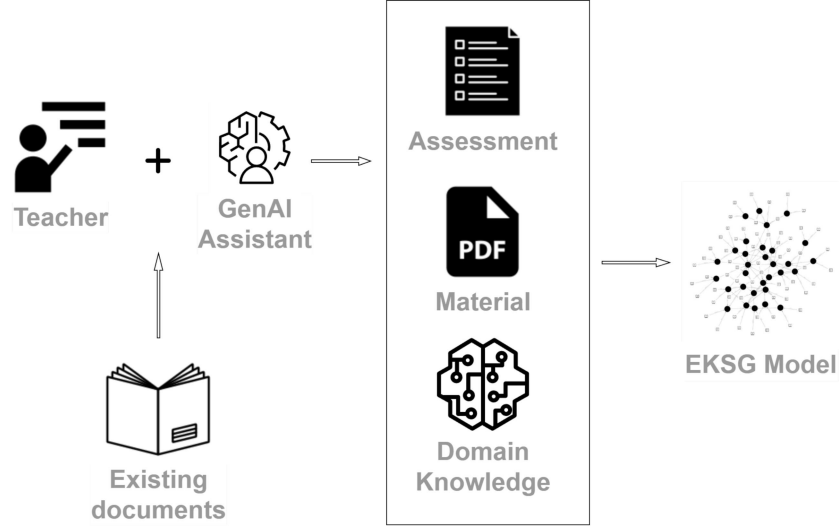 Teacher
+
GenAI
Assistant
Existing
documents
Assessment
PDF
Material
Domain
Knowledge
EKSG Model